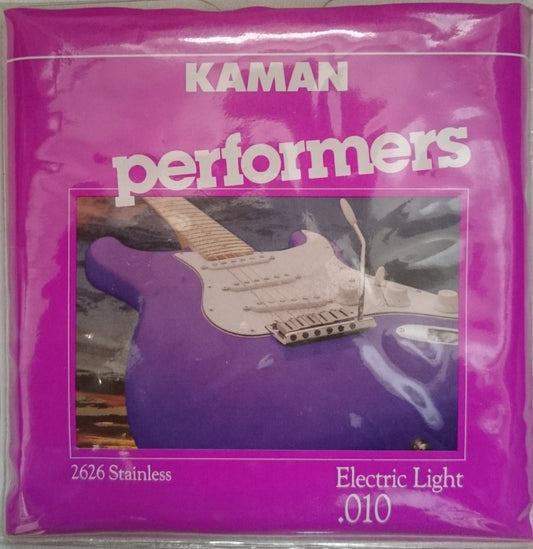 KAMAN
performers
2626 Stainless
Electric Light
.010